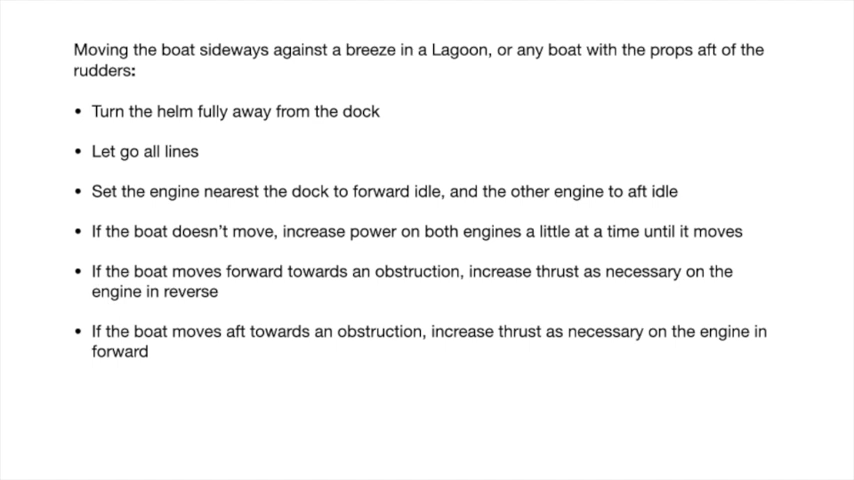 Moving the boat sideways against a breeze in a Lagoon, or any boat with the props aft of the
rudders:
• Turn the helm fully away from the dock
• Let go all lines
• Set the engine nearest the dock to forward idle, and the other engine to aft idle
• If the boat doesn’t move, increase power on both engines a little at a time until it moves
• If the boat moves forward towards an obstruction, increase thrust as necessary on the
engine in reverse
• If the boat moves aft towards an obstruction, increase thrust as necessary on the engine in
forward